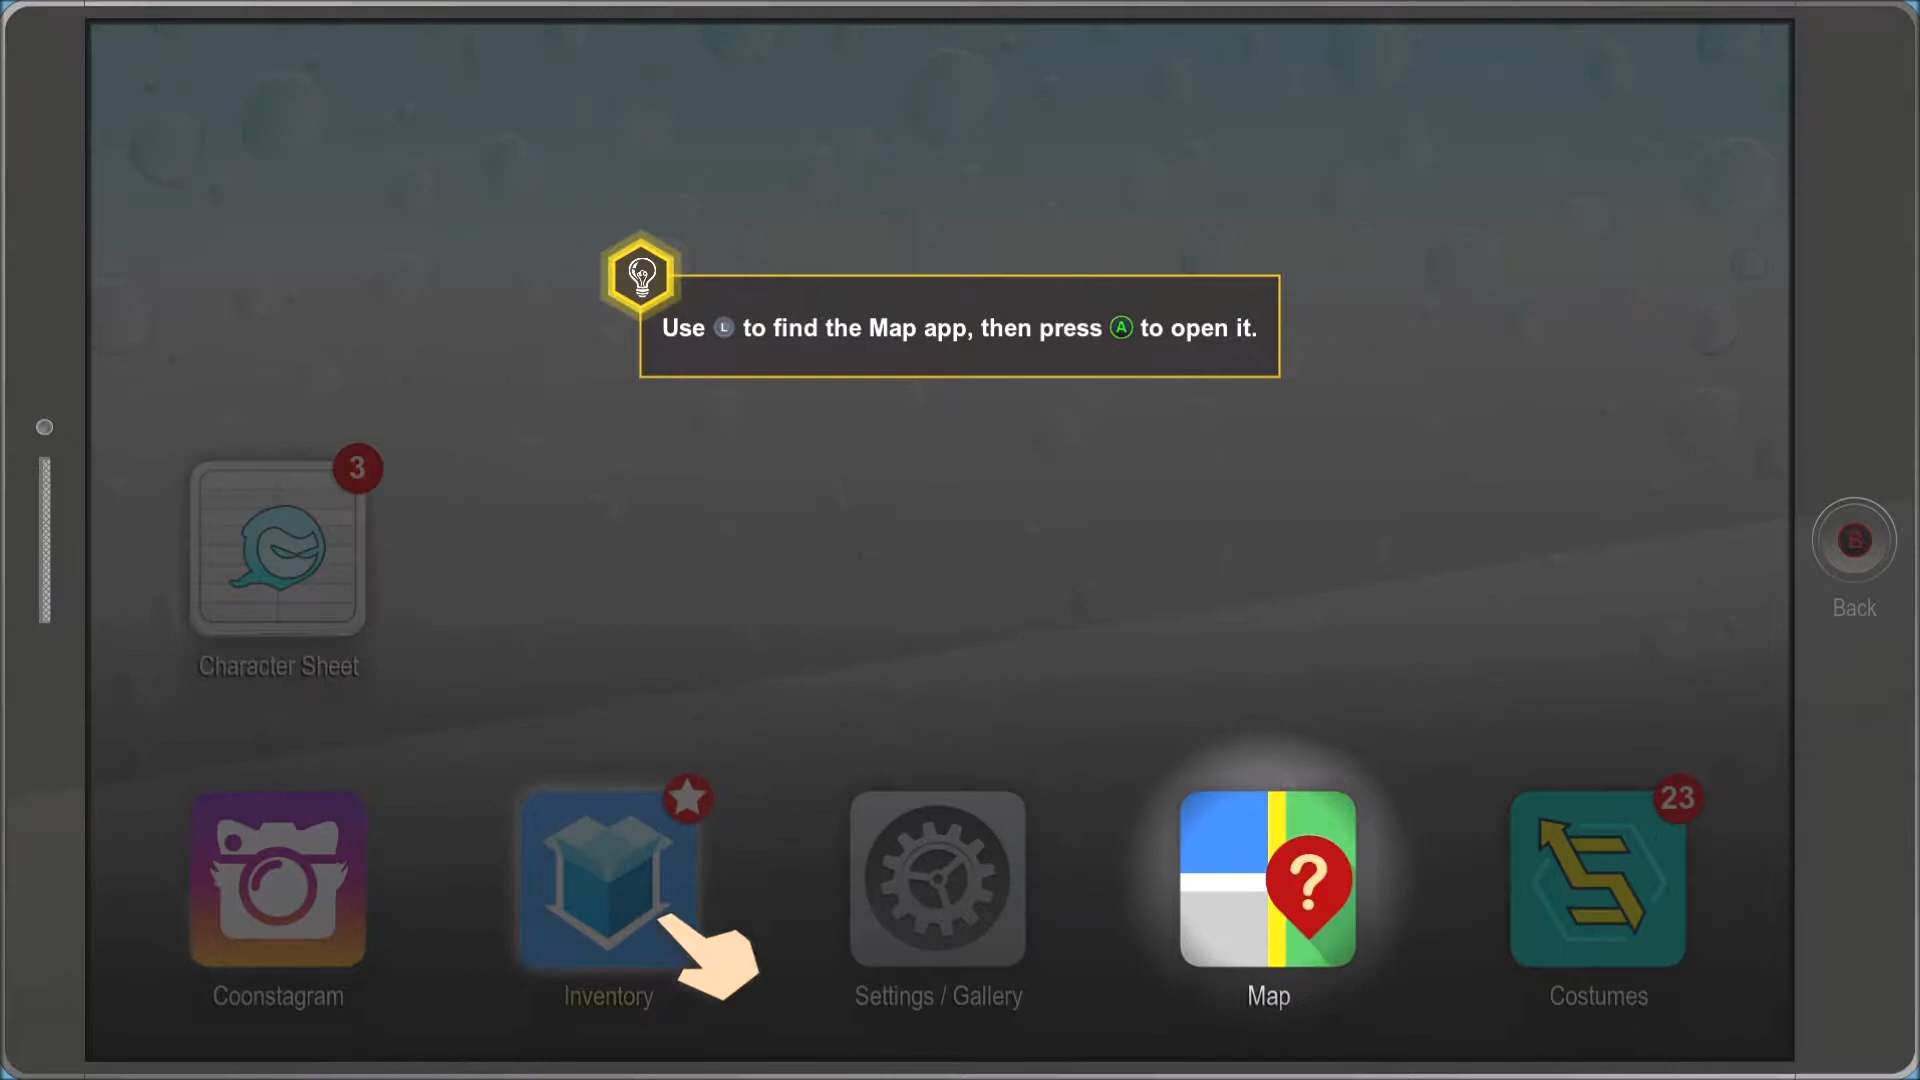 Use L to find the Map app, then press A to open it.
3
Character Sheet
B
Back
23
?
Coonstagram
Inventory
Settings / Gallery
Map
Costumes